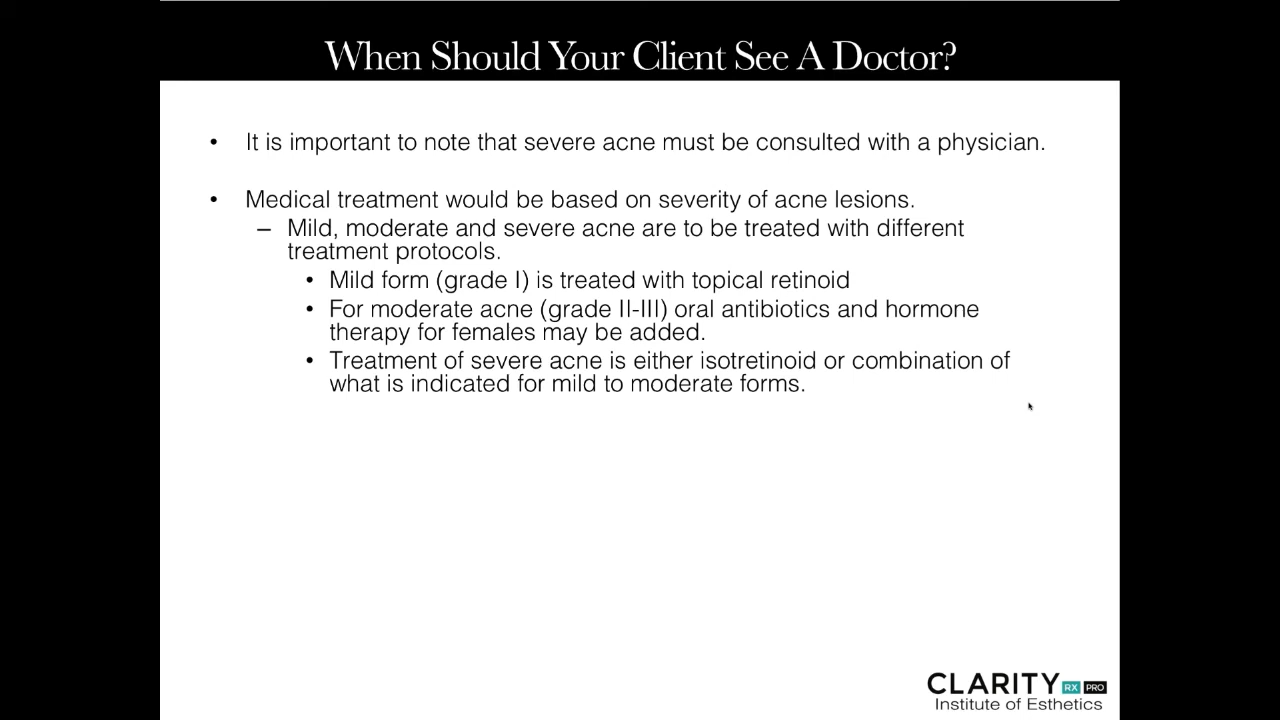 When Should Your Client See A Doctor?
• It is important to note that severe acne must be consulted with a physician.
• Medical treatment would be based on severity of acne lesions.
– Mild, moderate and severe acne are to be treated with different
treatment protocols.
• Mild form (grade I) is treated with topical retinoid
• For moderate acne (grade II-III) oral antibiotics and hormone
therapy for females may be added.
• Treatment of severe acne is either isotretinoid or combination of
what is indicated for mild to moderate forms.
CLARITY RX PRO
Institute of Esthetics